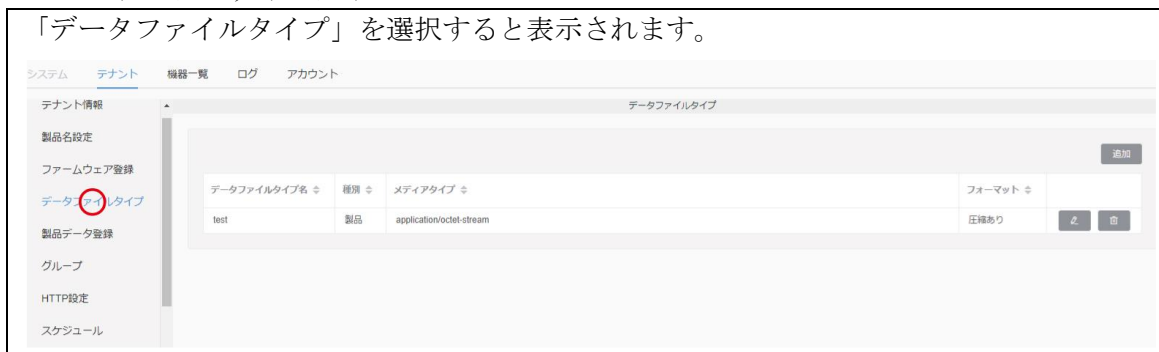 「データファイルタイプ」を選択すると表示されます。
システム テナント 機器一覧 ログ アカウント
テナント情報
データファイルタイプ
製品名設定
追加
ファームウェア登録
データファイルタイプ名 種別 メディアタイプ フォーマット
データファイルタイプ
test 製品 application/octet-stream 圧縮あり
製品データ登録
グループ
HTTP設定
スケジュール